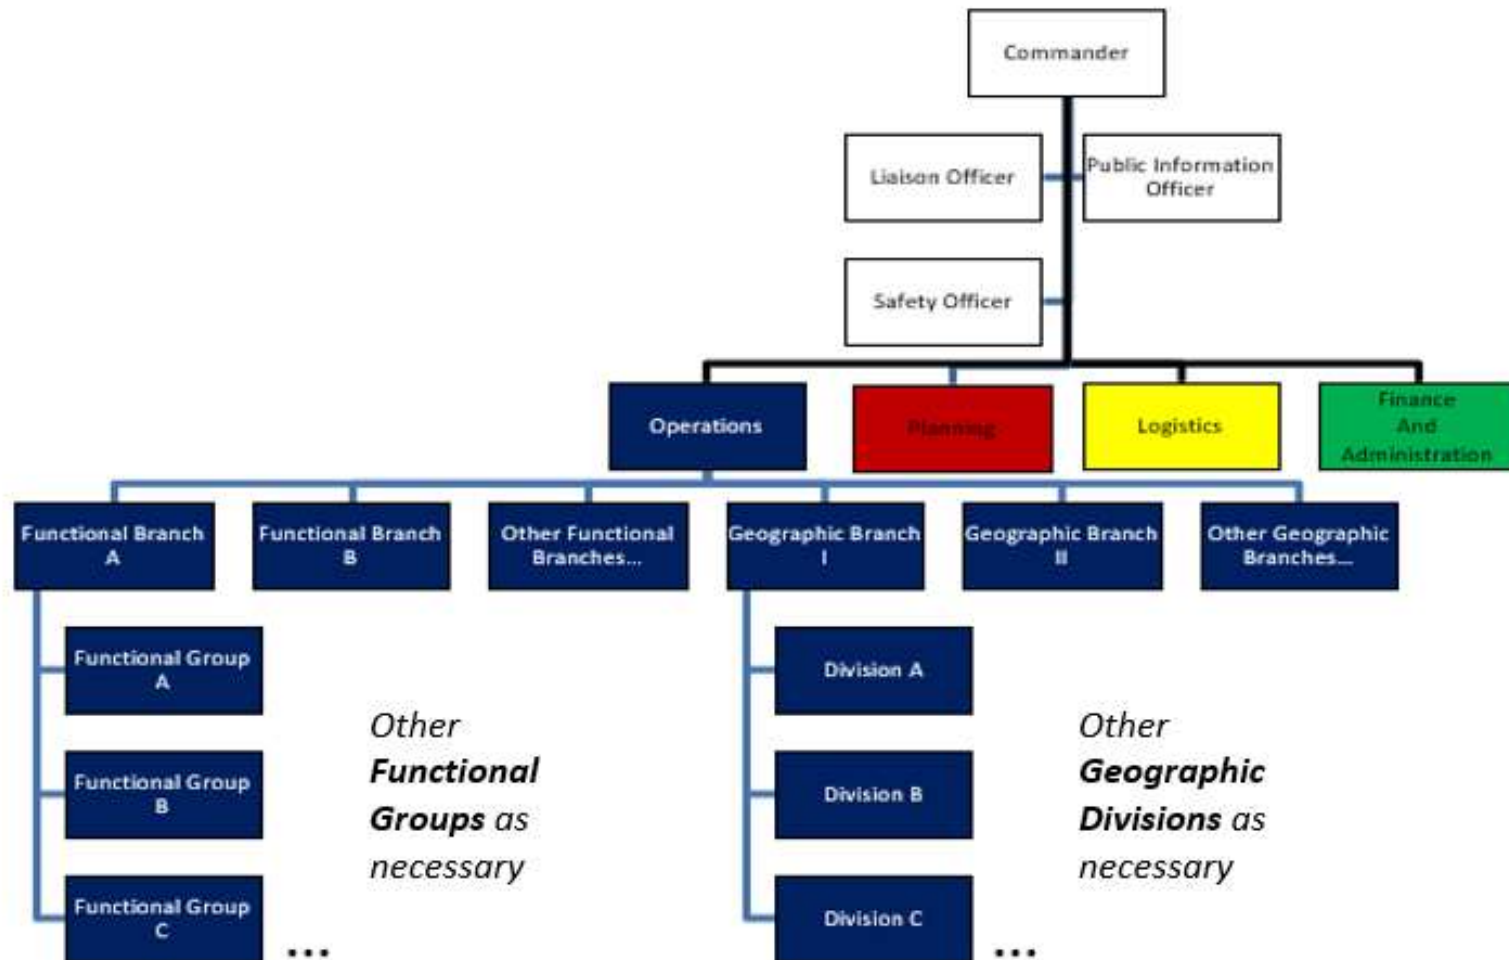 Commander
Liaison Officer
Public Information
Officer
Safety Officer
Operations
Planning
Logistics
Finance
And
Administration
Functional Branch
A
Functional Branch
B
Other Functional
Branches...
Geographic Branch
I
Geographic Branch
II
Other Geographic
Branches...
Functional Group
A
Functional Group
B
Functional Group
C
Other
Functional
Groups as
necessary
...
Division A
Division B
Division C
Other
Geographic
Divisions as
necessary
...